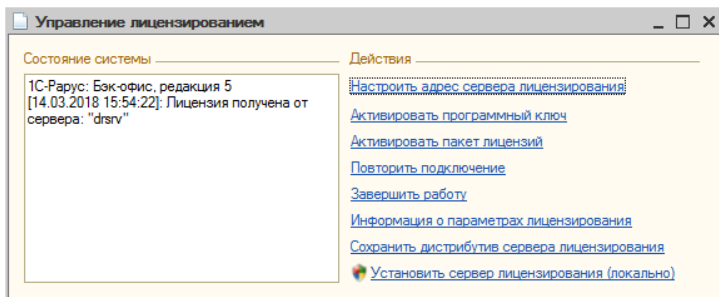 Управление лицензированием
Состояние системы
1С-Рарус: Бэк-офис, редакция 5
[14.03.2018 15:54:22]: Лицензия получена от
сервера: "drsrv"
Действия
Настроить адрес сервера лицензирования
Активировать программный ключ
Активировать пакет лицензий
Повторить подключение
Завершить работу
Информация о параметрах лицензирования
Сохранить дистрибутив сервера лицензирования
Установить сервер лицензирования (локально)